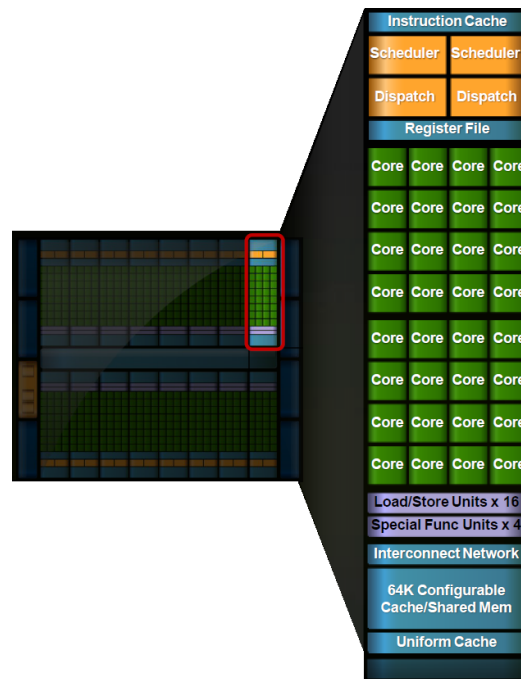 Instruction Cache
Scheduler Scheduler
Dispatch Dispatch
Register File
Core Core Core Core
Core Core Core Core
Core Core Core Core
Core Core Core Core
Core Core Core Core
Core Core Core Core
Core Core Core Core
Core Core Core Core
Load/Store Units x 16
Special Func Units x 4
Interconnect Network
64K Configurable
Cache/Shared Mem
Uniform Cache